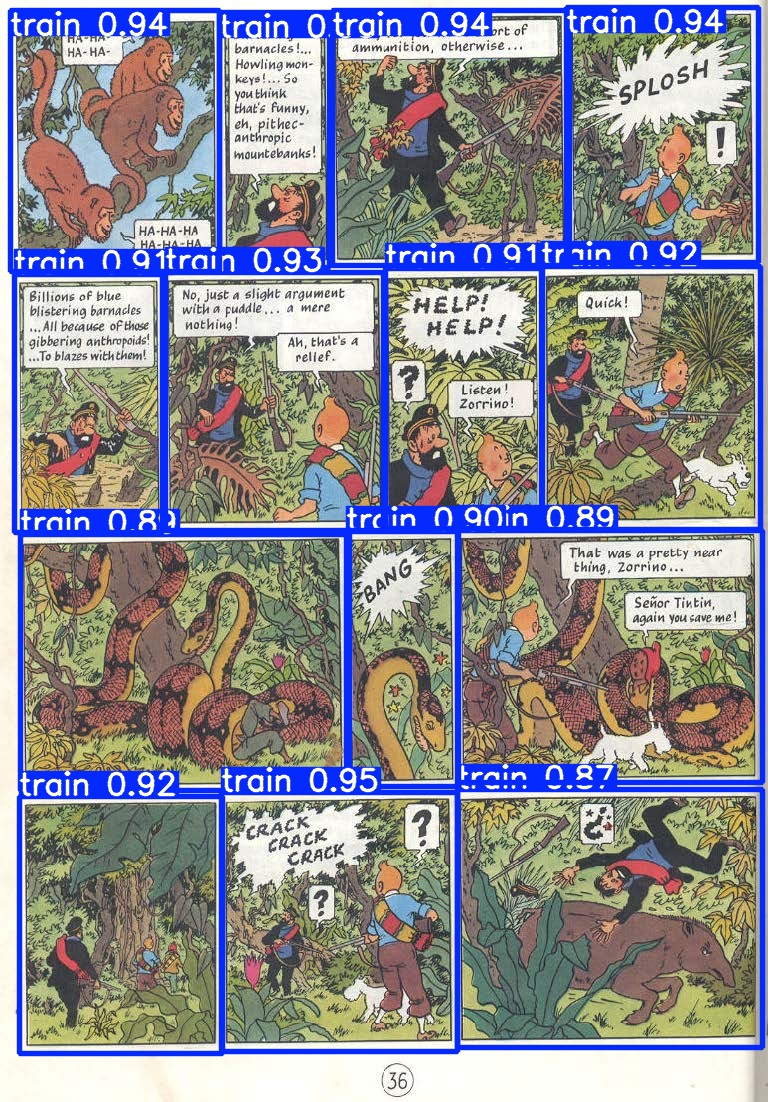 train 0.94
train 0.
train 0.94
train 0.94
HA-HA-
HA-HA-
HA-HA-HA
HA-HA-HA
barnacles!...
Howling mon-
keys!... So
you think
that's funny,
eh, pithec-
anthropic
mountebanks!
ort of
ammunition, otherwise...
SPLOSH
!
train 0.91
train 0.93
train 0.91
train 0.92
Billions of blue
blistering barnacles
...All because of those
gibbering anthropoids!
...To blazes with them!
No, just a slight argument
with a puddle... a mere
nothing!
Ah, that's a
relief.
HELP!
HELP!
?
Listen!
Zorrino!
Quick!
train 0.89
train 0.90
in 0.89
BANG
That was a pretty near
thing, Zorrino...
Señor Tintin,
again you save me!
train 0.92
train 0.95
train 0.87
CRACK
CRACK
CRACK
?
?
¿
36